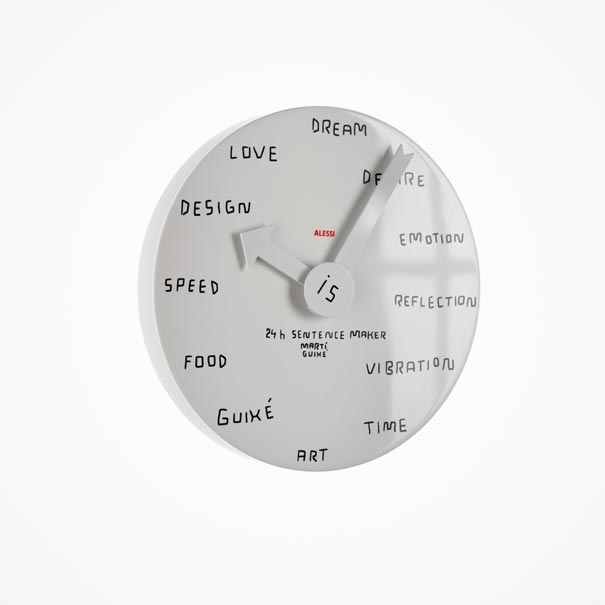 DREAM
LOVE
DESIRE
DESIGN
ALESSI
EMOTION
SPEED
is
REFLECTION
24h SENTENCE MAKER
MARTÍ
GUIXÉ
FOOD
VIBRATION
GUIXÉ
TIME
ART